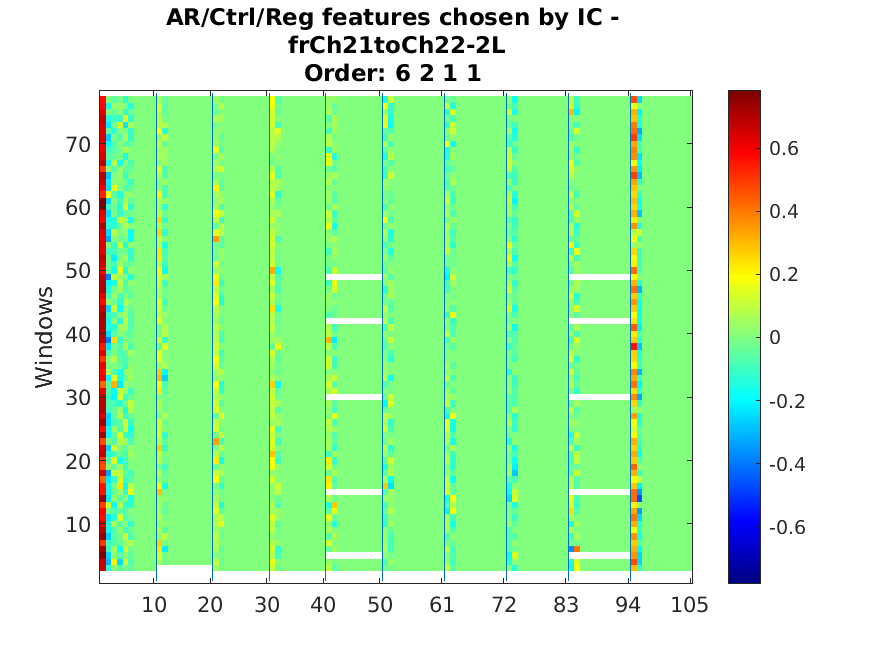 AR/Ctrl/Reg features chosen by IC -
frCh21toCh22-2L
Order: 6 2 1 1
Windows
70
60
50
40
30
20
10
10 20 30 40 50 61 72 83 94 105
0.6
0.4
0.2
0
-0.2
-0.4
-0.6